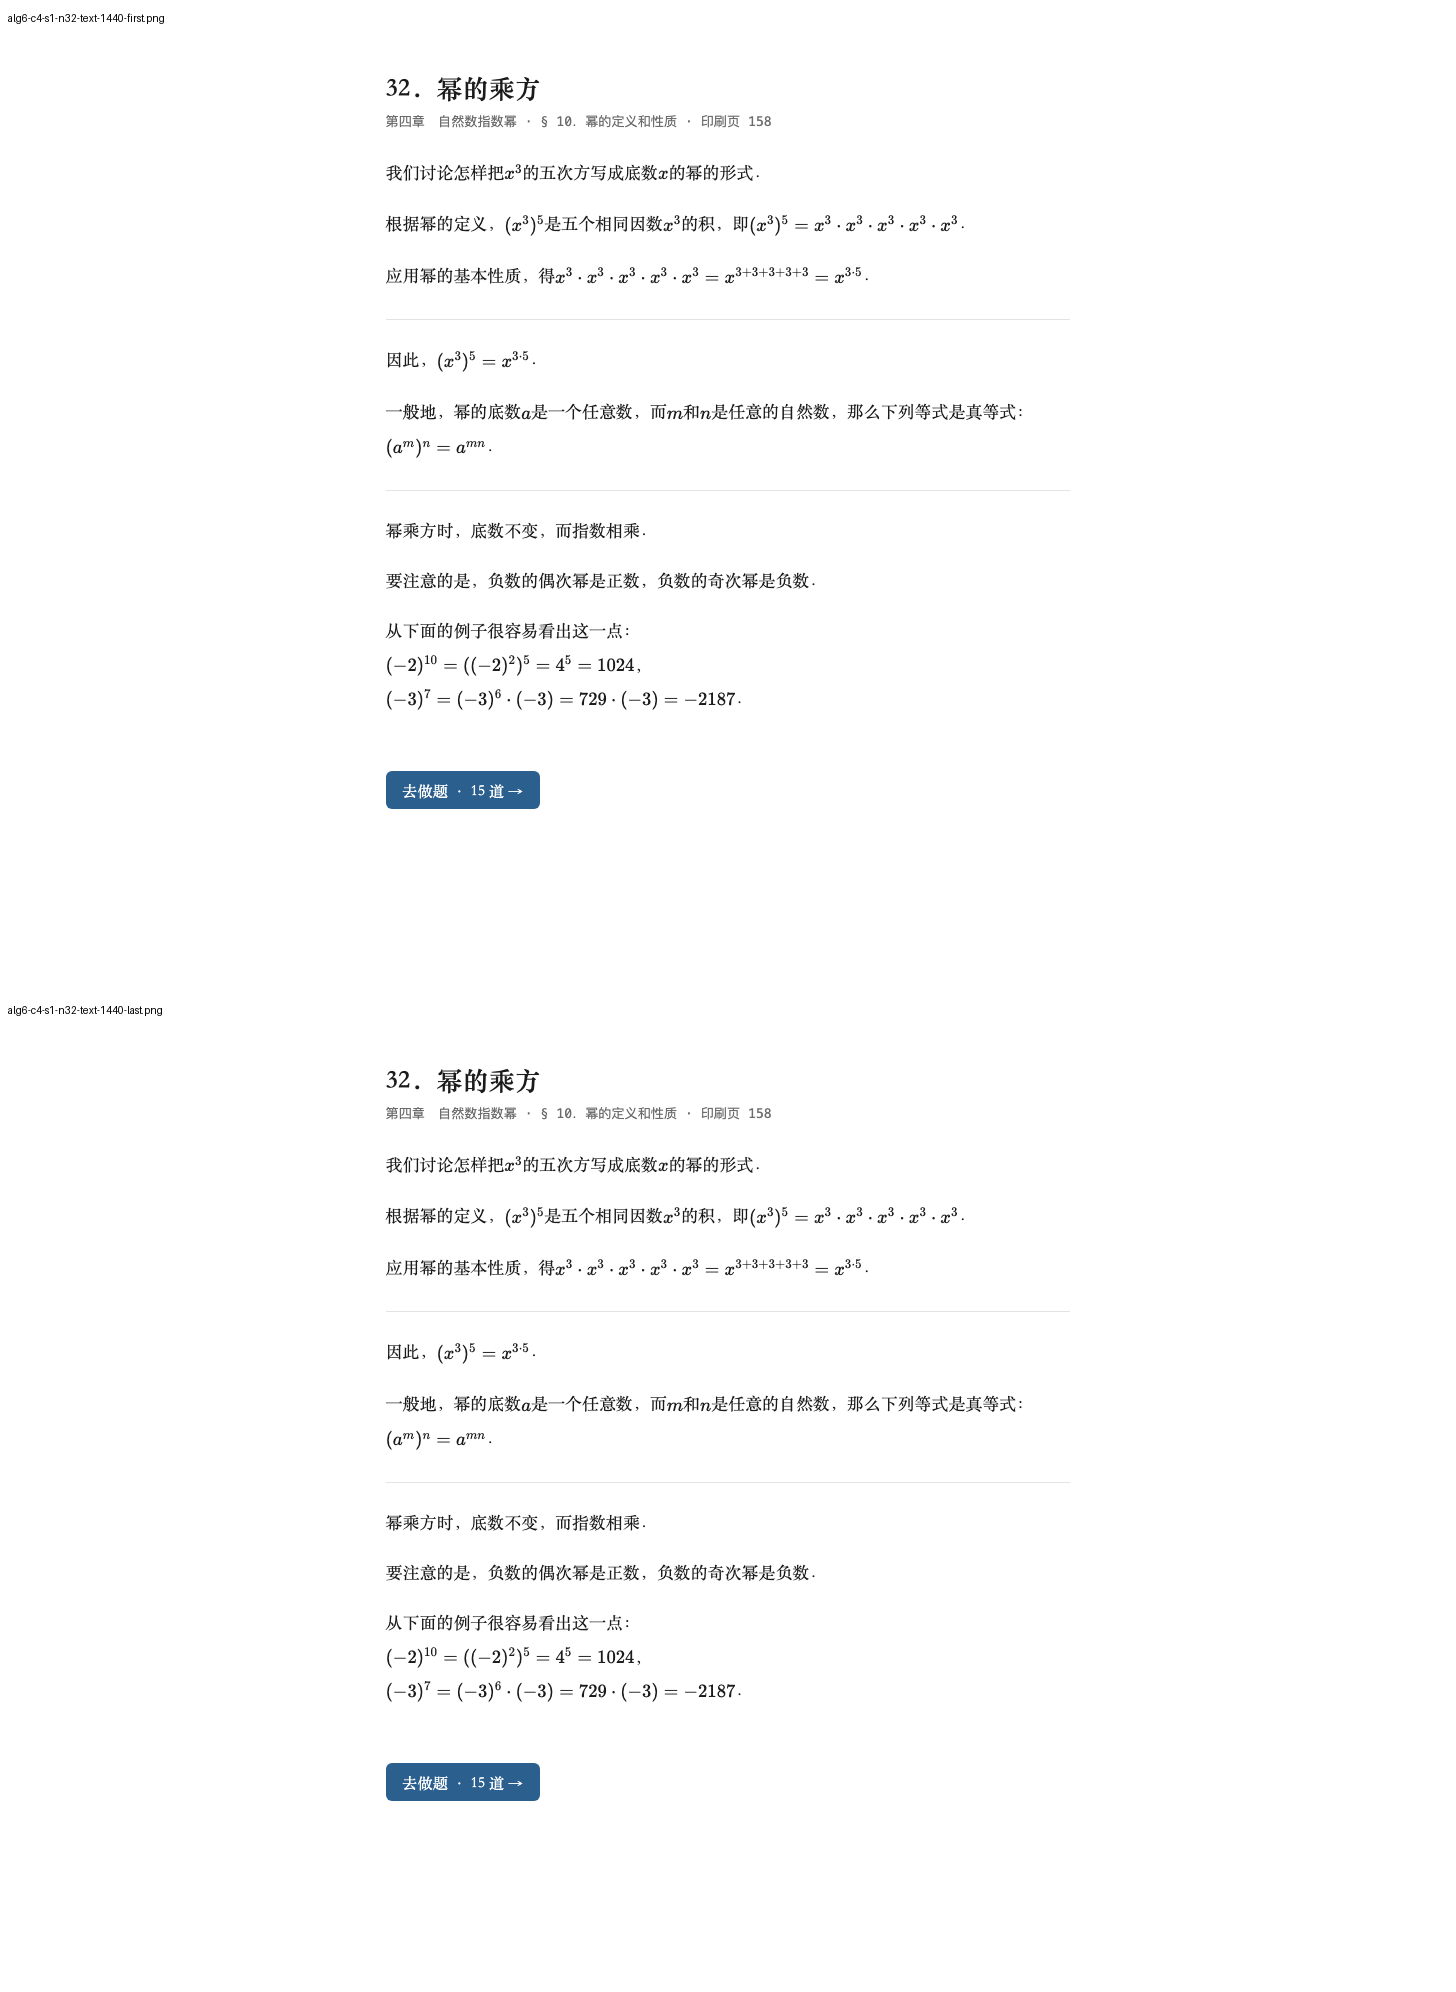 alg6-c4-s1-n32-text-1440-first.png
32．幂的乘方
第四章　自然数指数幂 · § 10. 幂的定义和性质 · 印刷页 158
我们讨论怎样把x³的五次方写成底数x的幂的形式．
根据幂的定义，(x³)⁵是五个相同因数x³的积，即(x³)⁵ = x³ · x³ · x³ · x³ · x³．
应用幂的基本性质，得x³ · x³ · x³ · x³ · x³ = x³⁺³⁺³⁺³⁺³ = x^{3·5}．
因此，(x³)⁵ = x^{3·5}．
一般地，幂的底数a是一个任意数，而m和n是任意的自然数，那么下列等式是真等式：
(aᵐ)ⁿ = aᵐⁿ．
幂乘方时，底数不变，而指数相乘．
要注意的是，负数的偶次幂是正数，负数的奇次幂是负数．
从下面的例子很容易看出这一点：
(−2)¹⁰ = ((−2)²)⁵ = 4⁵ = 1024，
(−3)⁷ = (−3)⁶ · (−3) = 729 · (−3) = −2187．
去做题 · 15 道 →
alg6-c4-s1-n32-text-1440-last.png
32．幂的乘方
第四章　自然数指数幂 · § 10. 幂的定义和性质 · 印刷页 158
我们讨论怎样把x³的五次方写成底数x的幂的形式．
根据幂的定义，(x³)⁵是五个相同因数x³的积，即(x³)⁵ = x³ · x³ · x³ · x³ · x³．
应用幂的基本性质，得x³ · x³ · x³ · x³ · x³ = x³⁺³⁺³⁺³⁺³ = x^{3·5}．
因此，(x³)⁵ = x^{3·5}．
一般地，幂的底数a是一个任意数，而m和n是任意的自然数，那么下列等式是真等式：
(aᵐ)ⁿ = aᵐⁿ．
幂乘方时，底数不变，而指数相乘．
要注意的是，负数的偶次幂是正数，负数的奇次幂是负数．
从下面的例子很容易看出这一点：
(−2)¹⁰ = ((−2)²)⁵ = 4⁵ = 1024，
(−3)⁷ = (−3)⁶ · (−3) = 729 · (−3) = −2187．
去做题 · 15 道 →